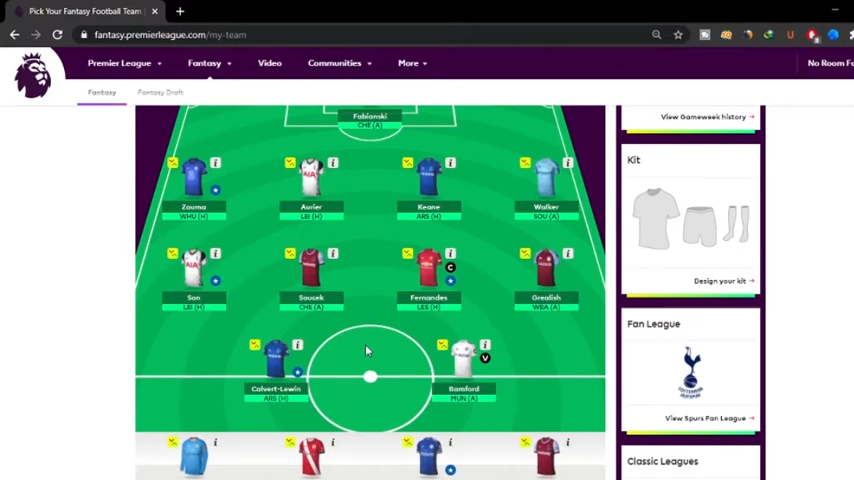 Pick Your Fantasy Football Team |
fantasy.premierleague.com/my-team
Premier League
Fantasy
Video
Communities
More
No Room Fo
Fantasy
Fantasy Draft
Fabianski
CHE (A)
View Gameweek history
Kit
Zouma
WHU (H)
Aurier
LEI (H)
Keane
ARS (H)
Walker
SOU (A)
Design your kit
Son
LEI (H)
Soucek
CHE (A)
C
Fernandes
LEE (H)
Grealish
WBA (A)
Fan League
Calvert-Lewin
ARS (H)
V
Bamford
MUN (A)
TOTTENHAM
HOTSPUR
View Spurs Fan League
Classic Leagues